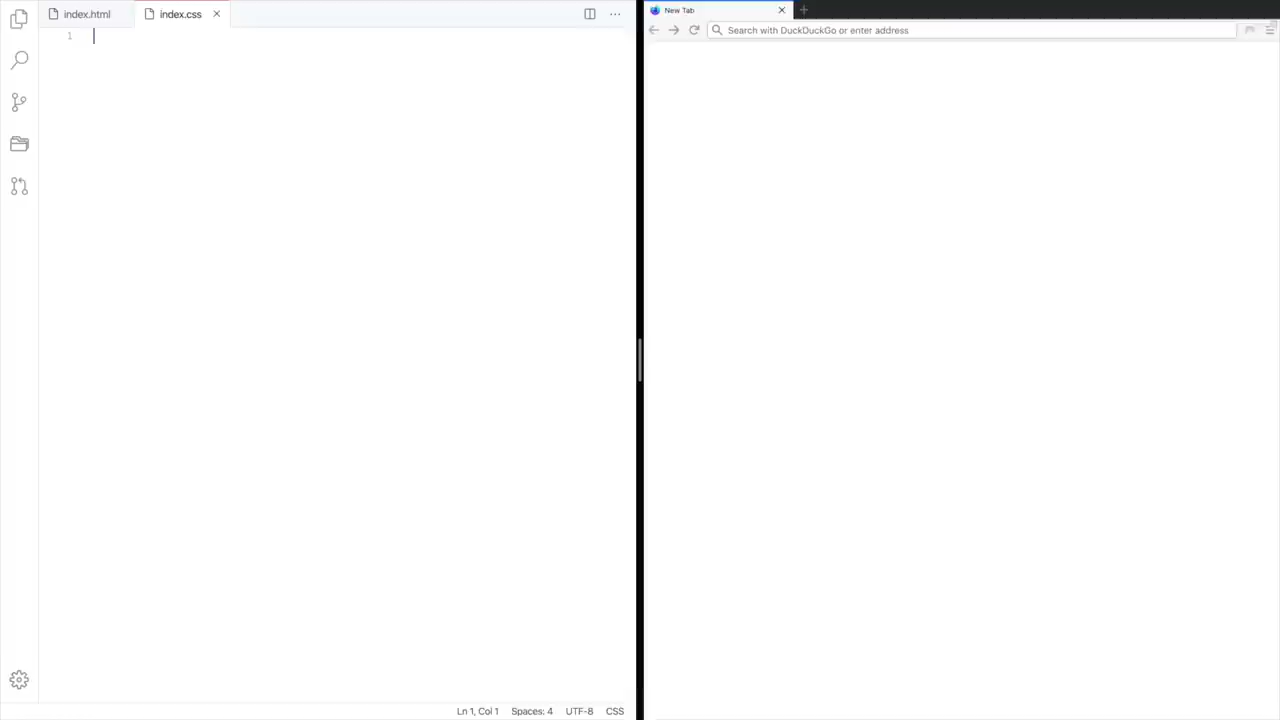 index.html
index.css
1
Ln 1, Col 1
Spaces: 4
UTF-8
CSS
New Tab
Search with DuckDuckGo or enter address